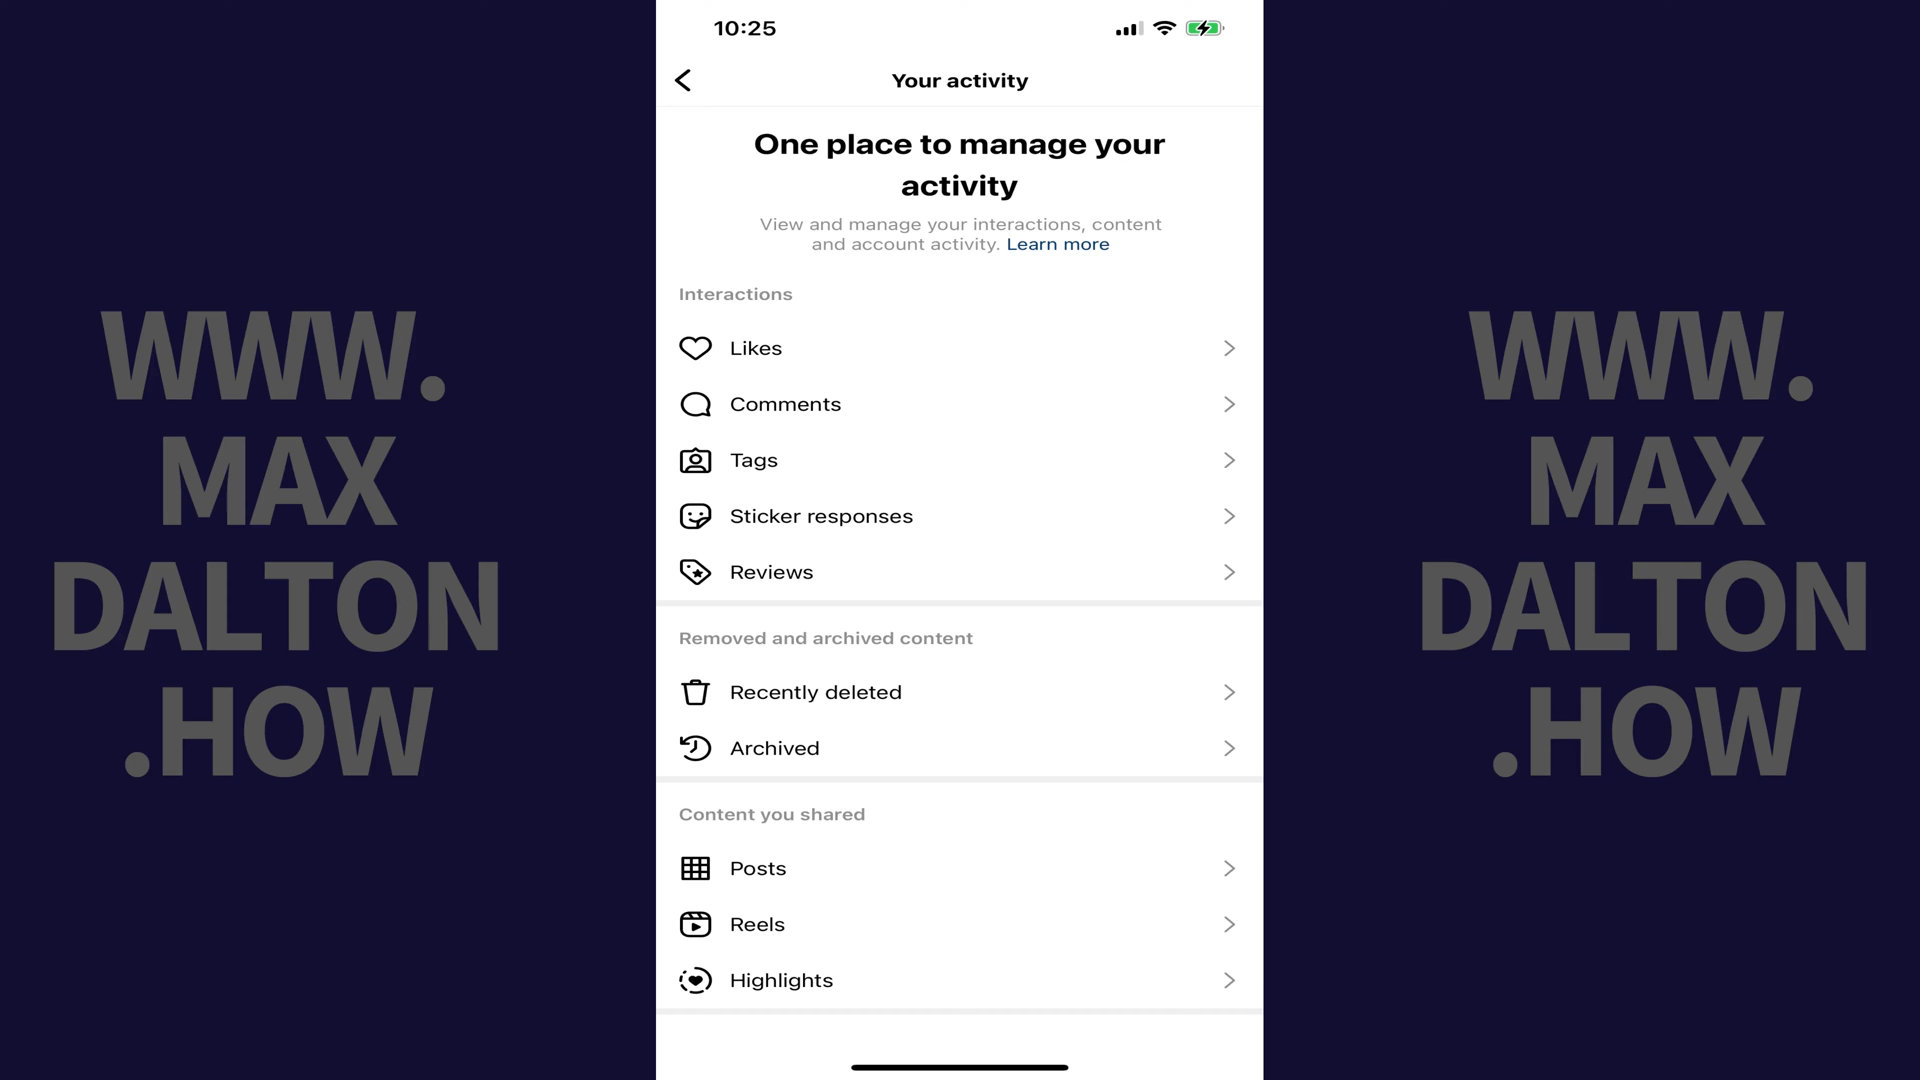 10:25
Your activity
One place to manage your
activity
View and manage your interactions, content
and account activity. Learn more
Interactions
Likes
Comments
Tags
Sticker responses
Reviews
Removed and archived content
Recently deleted
Archived
Content you shared
Posts
Reels
Highlights
WWW.
MAX
DALTON
.HOW
WWW.
MAX
DALTON
.HOW